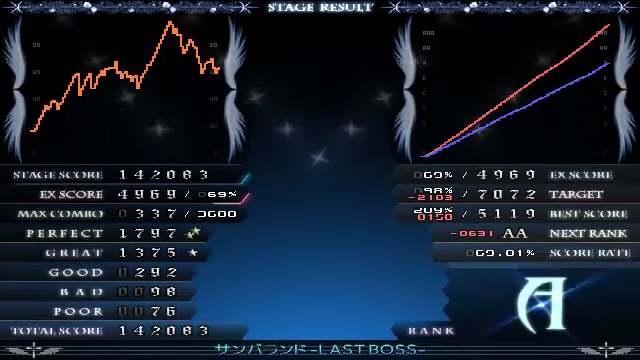 STAGE RESULT
STAGE SCORE 142083
EX SCORE 4969 / 069%
MAX COMBO 0337 / 3600
PERFECT 1797
GREAT 1375
GOOD 0292
BAD 0098
POOR 0076
TOTAL SCORE 142083
069% / 4969 EX SCORE
098% -2103 / 7072 TARGET
0150 / 5119 BEST SCORE
-0631 AA NEXT RANK
069.01% SCORE RATE
A
RANK
サンバランド-LAST BOSS-